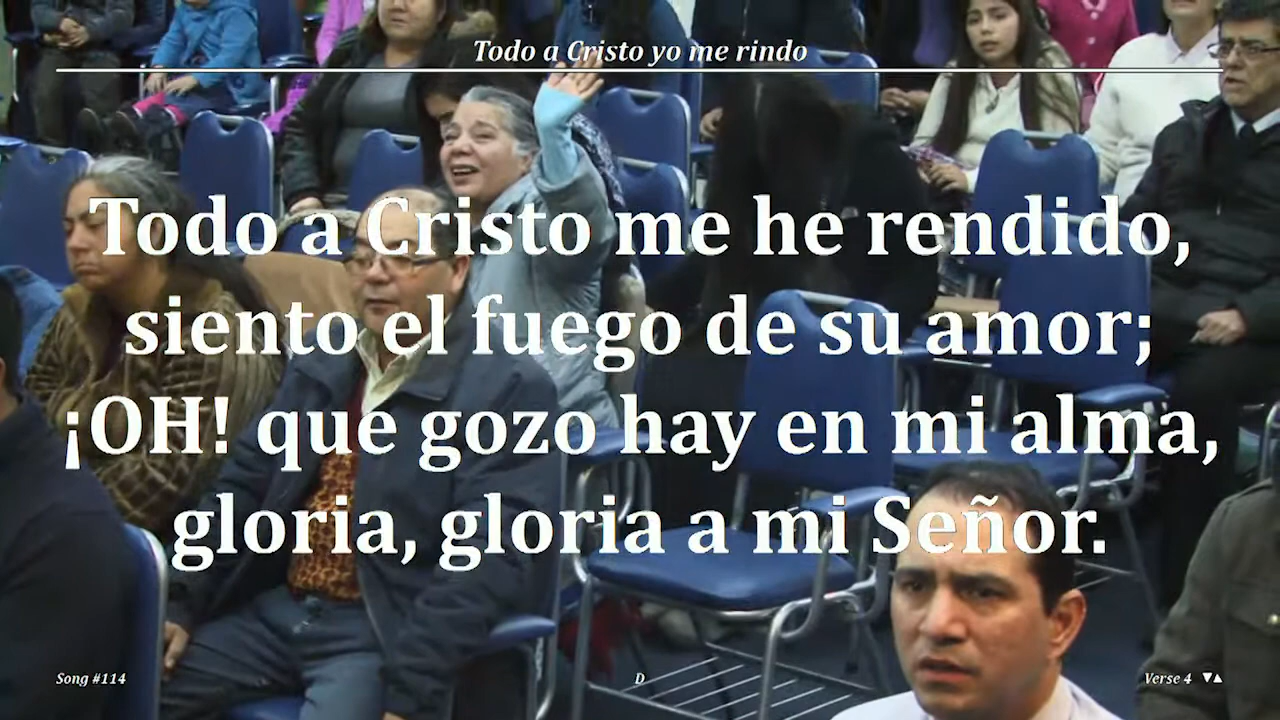 Todo a Cristo yo me rindo
Todo a Cristo me he rendido,
siento el fuego de su amor;
¡OH! que gozo hay en mi alma,
gloria, gloria a mi Señor.
Song #114 D Verse 4 ▼▲